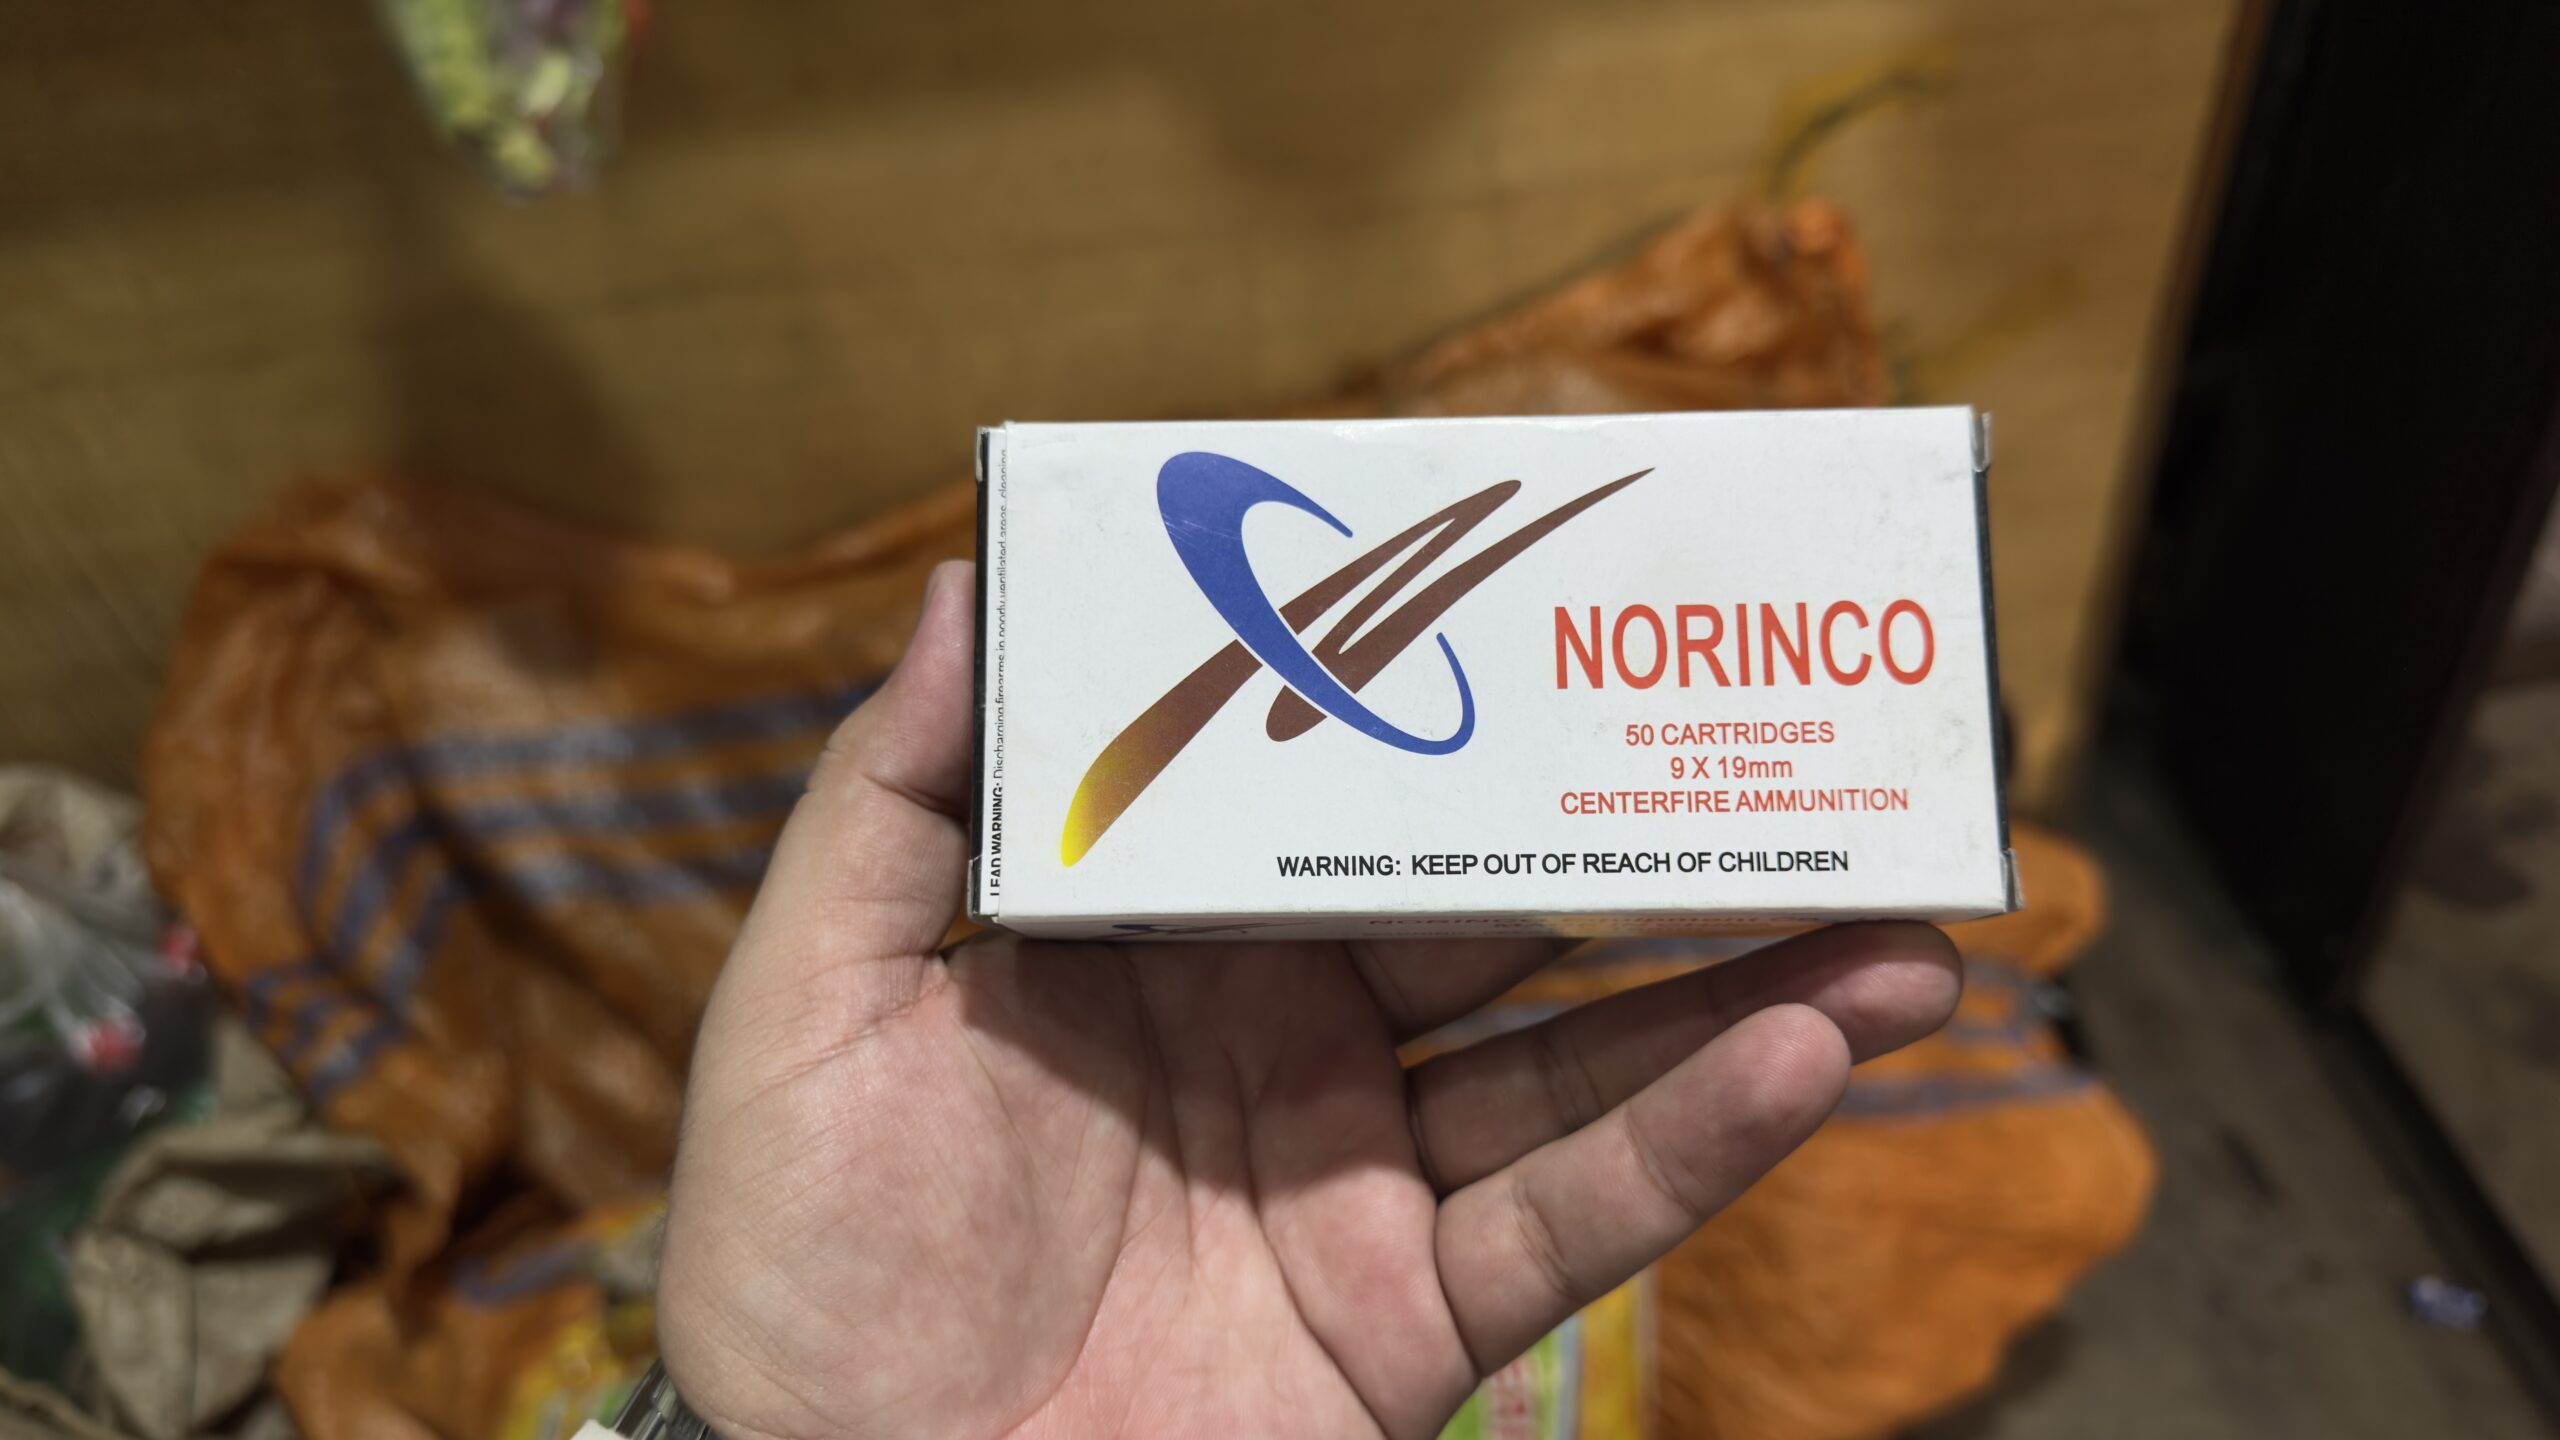 NORINCO
50 CARTRIDGES
9 X 19mm
CENTERFIRE AMMUNITION
WARNING: KEEP OUT OF REACH OF CHILDREN
LEAD WARNING: Discharging firearms in poorly ventilated areas, cleaning
NORINCO